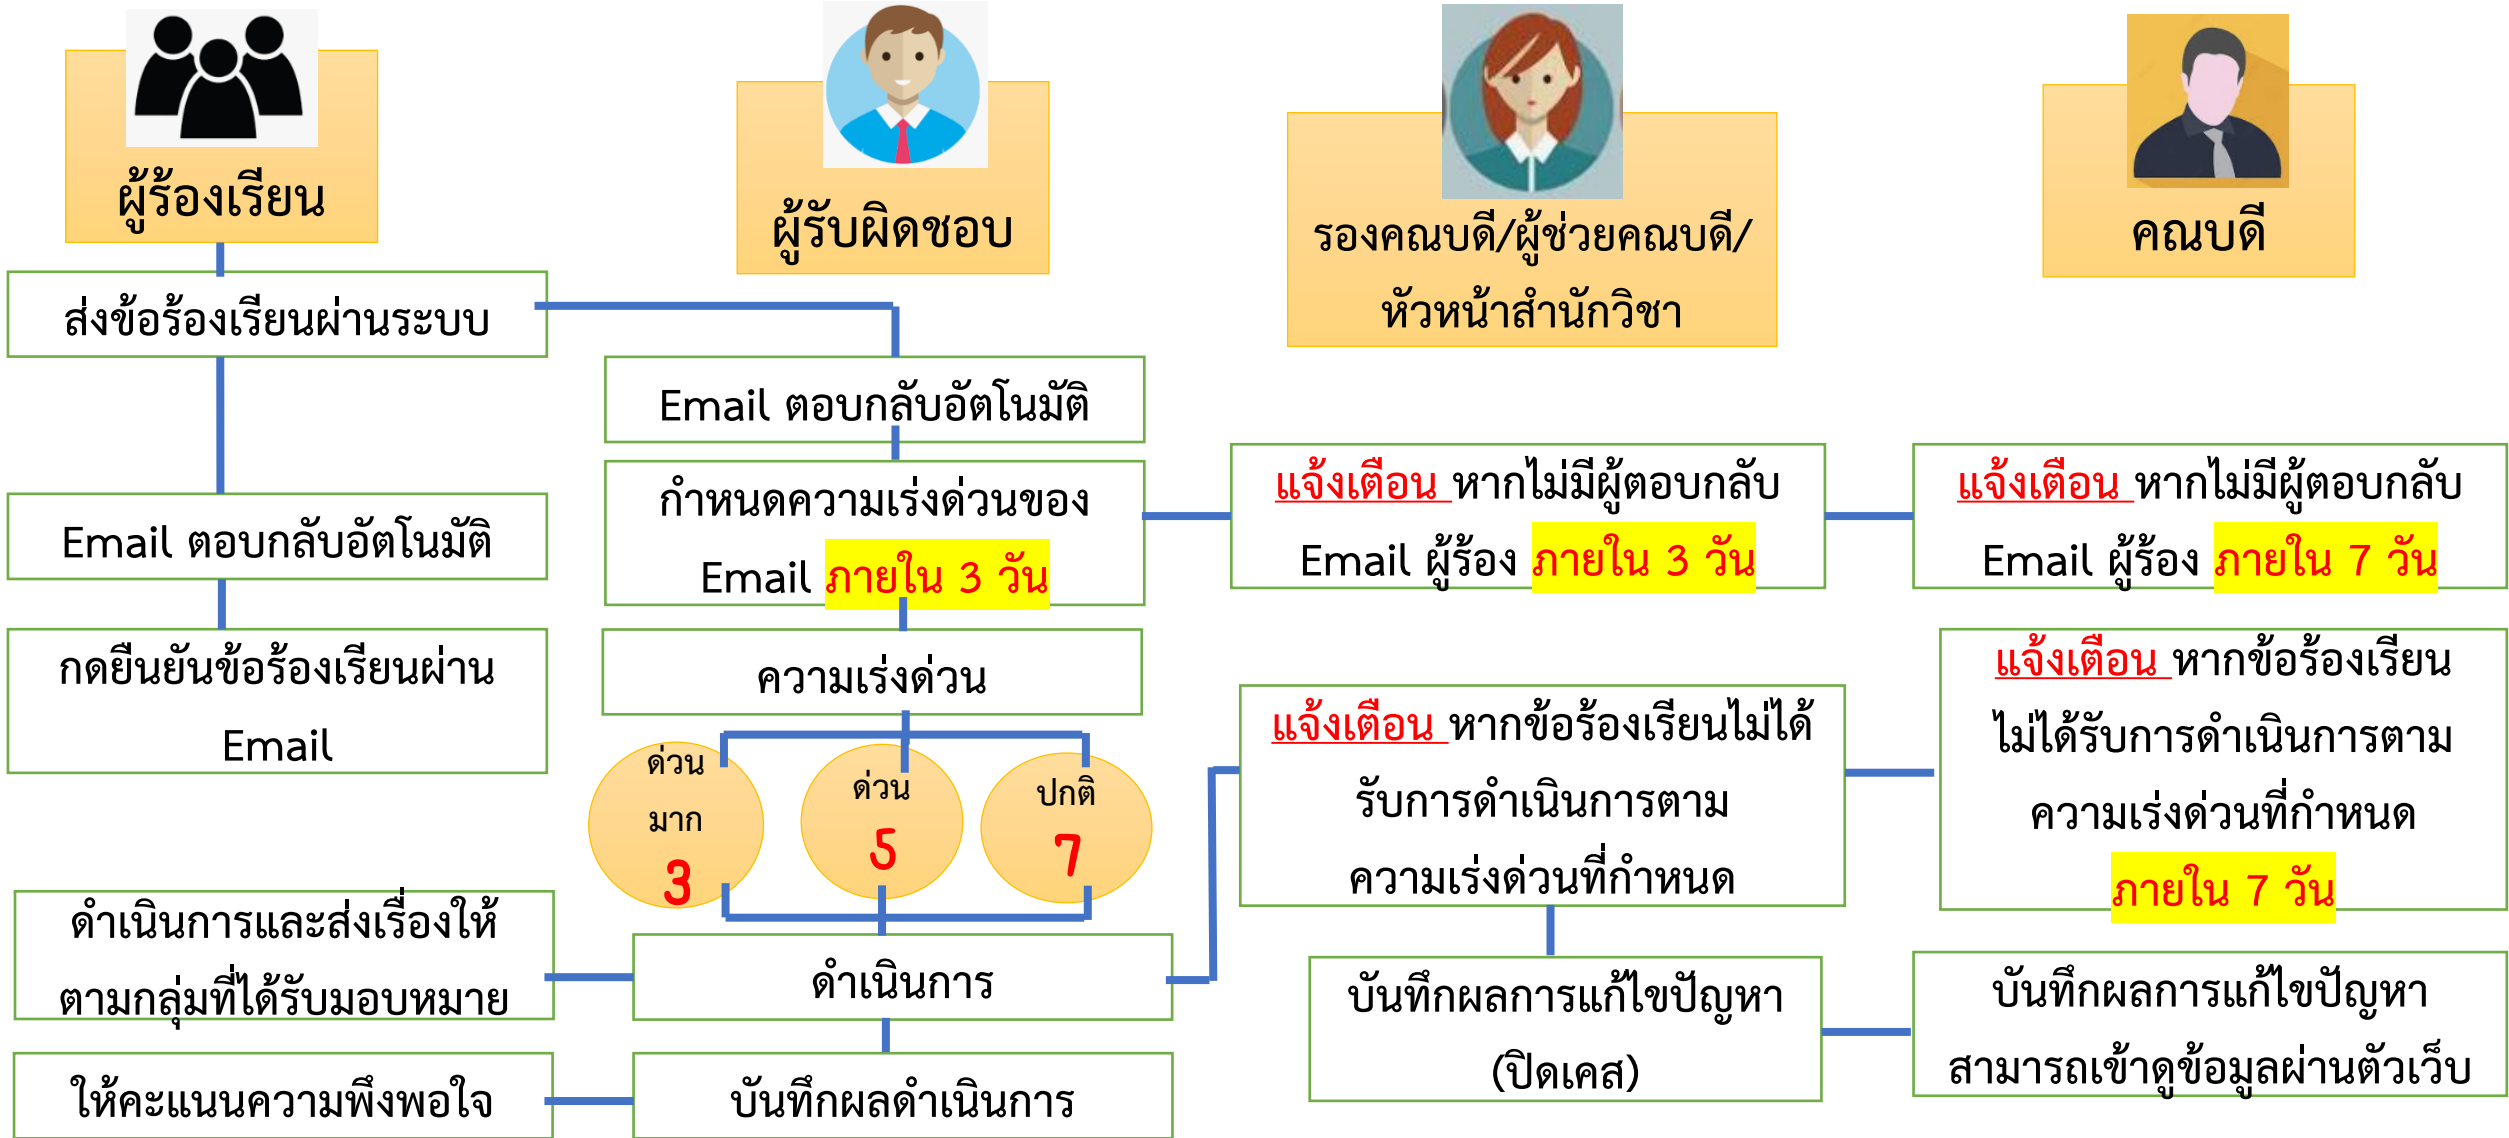 ผู้ร้องเรียน
ผู้รับผิดชอบ
รองคณบดี/ผู้ช่วยคณบดี/
หัวหน้าสำนักวิชา
คณบดี
ส่งข้อร้องเรียนผ่านระบบ
Email ตอบกลับอัตโนมัติ
กดยืนยันข้อร้องเรียนผ่าน
Email
ดำเนินการและส่งเรื่องให้
ตามกลุ่มที่ได้รับมอบหมาย
ให้คะแนนความพึงพอใจ
Email ตอบกลับอัตโนมัติ
กำหนดความเร่งด่วนของ
Email ภายใน 3 วัน
ความเร่งด่วน
ด่วน
มาก
3
ด่วน
5
ปกติ
7
ดำเนินการ
บันทึกผลดำเนินการ
แจ้งเตือน หากไม่มีผู้ตอบกลับ
Email ผู้ร้อง ภายใน 3 วัน
แจ้งเตือน หากข้อร้องเรียนไม่ได้
รับการดำเนินการตาม
ความเร่งด่วนที่กำหนด
บันทึกผลการแก้ไขปัญหา
(ปิดเคส)
แจ้งเตือน หากไม่มีผู้ตอบกลับ
Email ผู้ร้อง ภายใน 7 วัน
แจ้งเตือน หากข้อร้องเรียน
ไม่ได้รับการดำเนินการตาม
ความเร่งด่วนที่กำหนด
ภายใน 7 วัน
บันทึกผลการแก้ไขปัญหา
สามารถเข้าดูข้อมูลผ่านตัวเว็บ